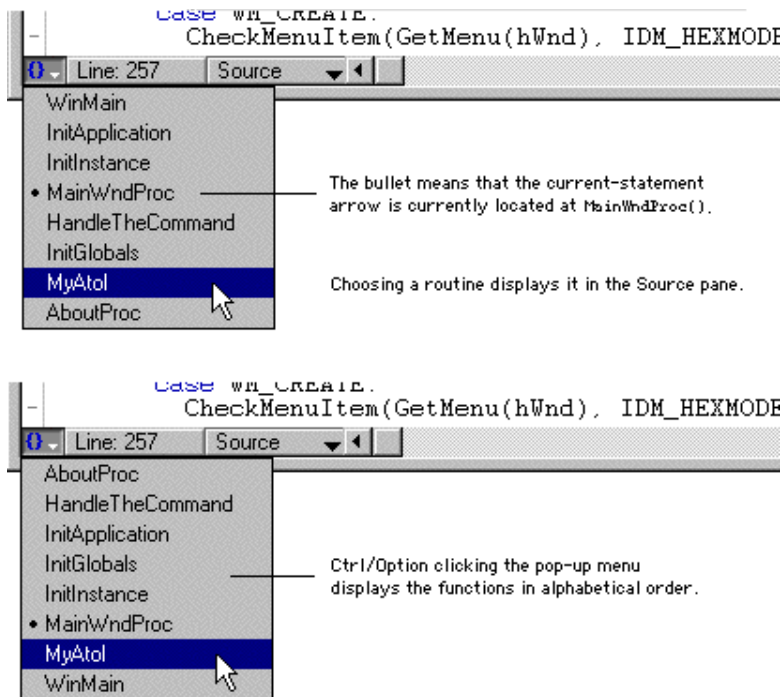 case WM_CREATE:
CheckMenuItem(GetMenu(hWnd), IDM_HEXMODE
{} Line: 257 Source
WinMain
InitApplication
InitInstance
• MainWndProc
HandleTheCommand
InitGlobals
MyAtol
AboutProc
The bullet means that the current-statement
arrow is currently located at MainWndProc().
Choosing a routine displays it in the Source pane.
case WM_CREATE:
CheckMenuItem(GetMenu(hWnd), IDM_HEXMODE
{} Line: 257 Source
AboutProc
HandleTheCommand
InitApplication
InitGlobals
InitInstance
• MainWndProc
MyAtol
WinMain
Ctrl/Option clicking the pop-up menu
displays the functions in alphabetical order.